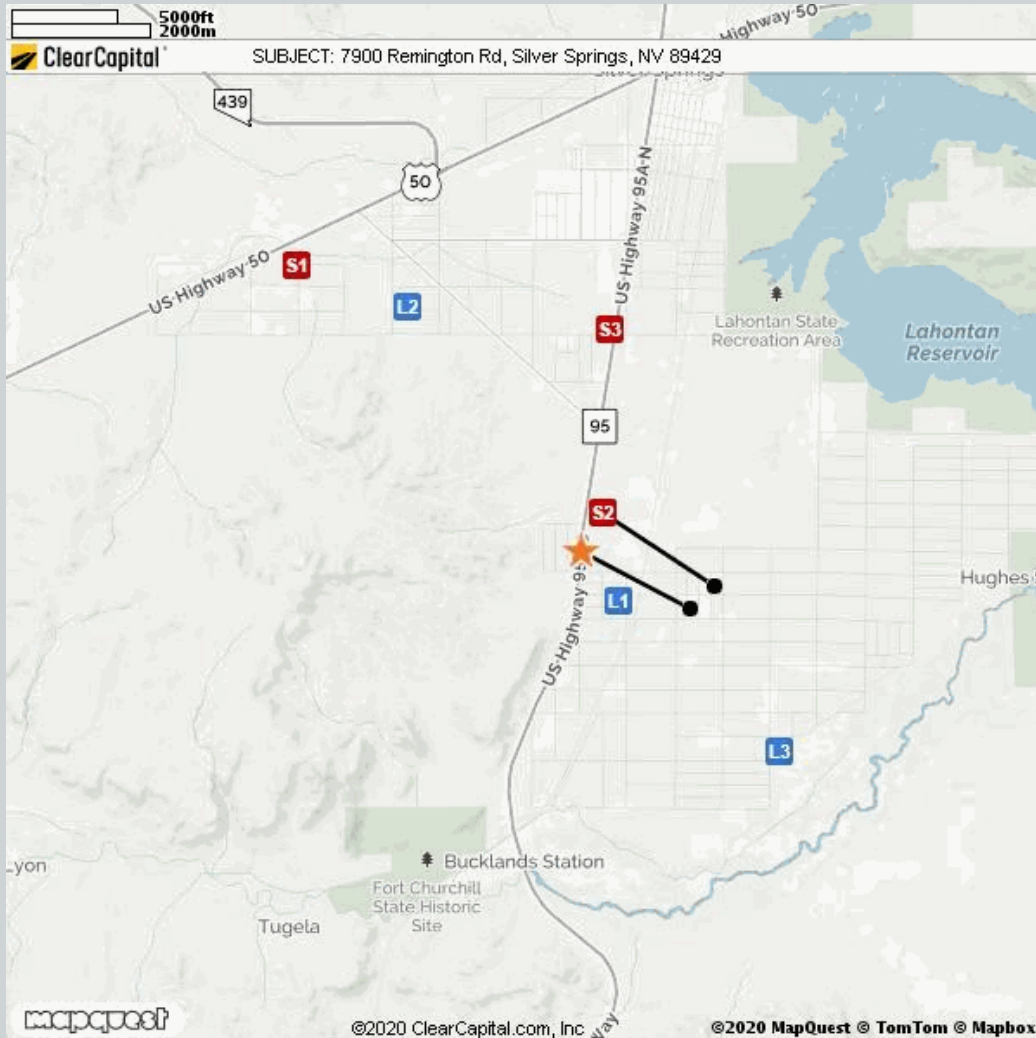 5000ft
2000m
ClearCapital
SUBJECT: 7900 Remington Rd, Silver Springs, NV 89429
Highway 50
Silver Springs
439
50
US Highway 50
S1
L2
US Highway 95A-N
S3
Lahontan State
Recreation Area
Lahontan
Reservoir
95
S2
L1
US Highway 95
Hughes
L3
Lyon
Bucklands Station
Fort Churchill
State Historic
Site
Tugela
mapquest
©2020 ClearCapital.com, Inc
©2020 MapQuest © TomTom © Mapbox